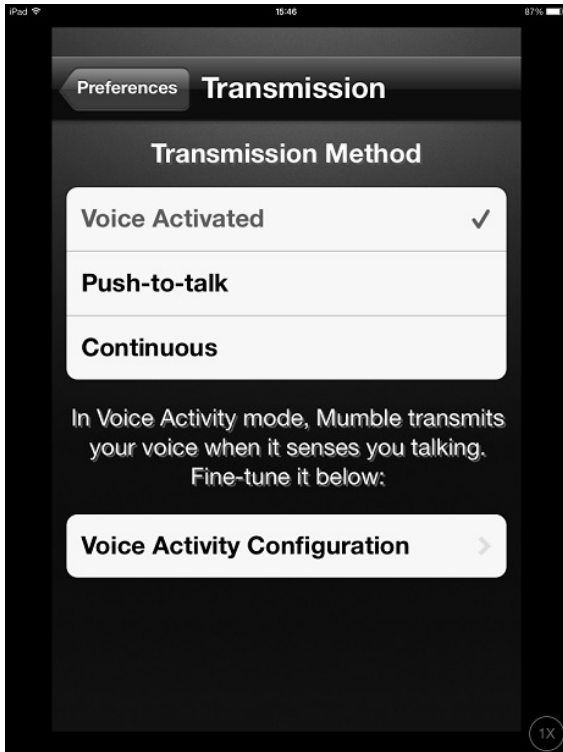 iPad 15:46 87%
Preferences Transmission
Transmission Method
Voice Activated
Push-to-talk
Continuous
In Voice Activity mode, Mumble transmits
your voice when it senses you talking.
Fine-tune it below:
Voice Activity Configuration
1X